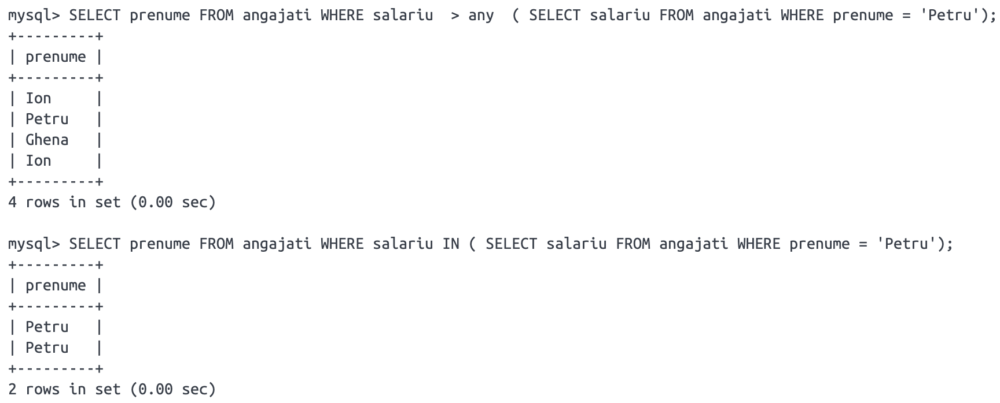 mysql> SELECT prenume FROM angajati WHERE salariu  > any  ( SELECT salariu FROM angajati WHERE prenume = 'Petru');
+---------+
| prenume |
+---------+
| Ion     |
| Petru   |
| Ghena   |
| Ion     |
+---------+
4 rows in set (0.00 sec)

mysql> SELECT prenume FROM angajati WHERE salariu IN ( SELECT salariu FROM angajati WHERE prenume = 'Petru');
+---------+
| prenume |
+---------+
| Petru   |
| Petru   |
+---------+
2 rows in set (0.00 sec)